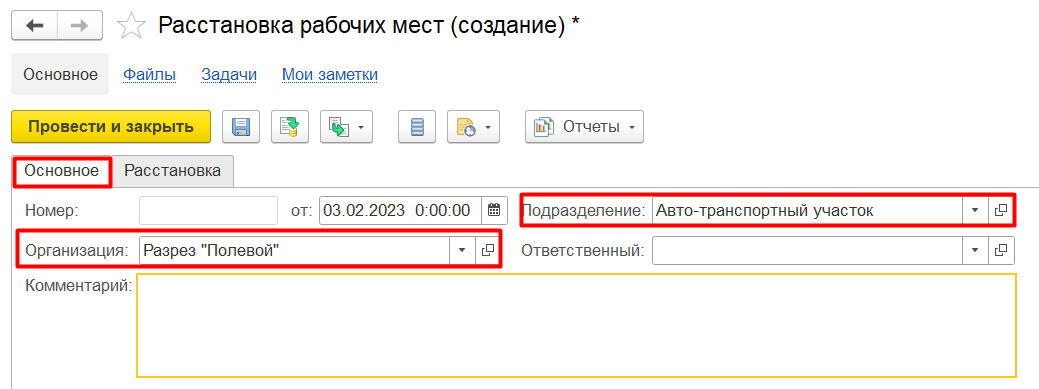 Расстановка рабочих мест (создание) *
Основное Файлы Задачи Мои заметки
Провести и закрыть Отчеты
Основное Расстановка
Номер: от: 03.02.2023 0:00:00 Подразделение: Авто-транспортный участок
Организация: Разрез "Полевой" Ответственный:
Комментарий: